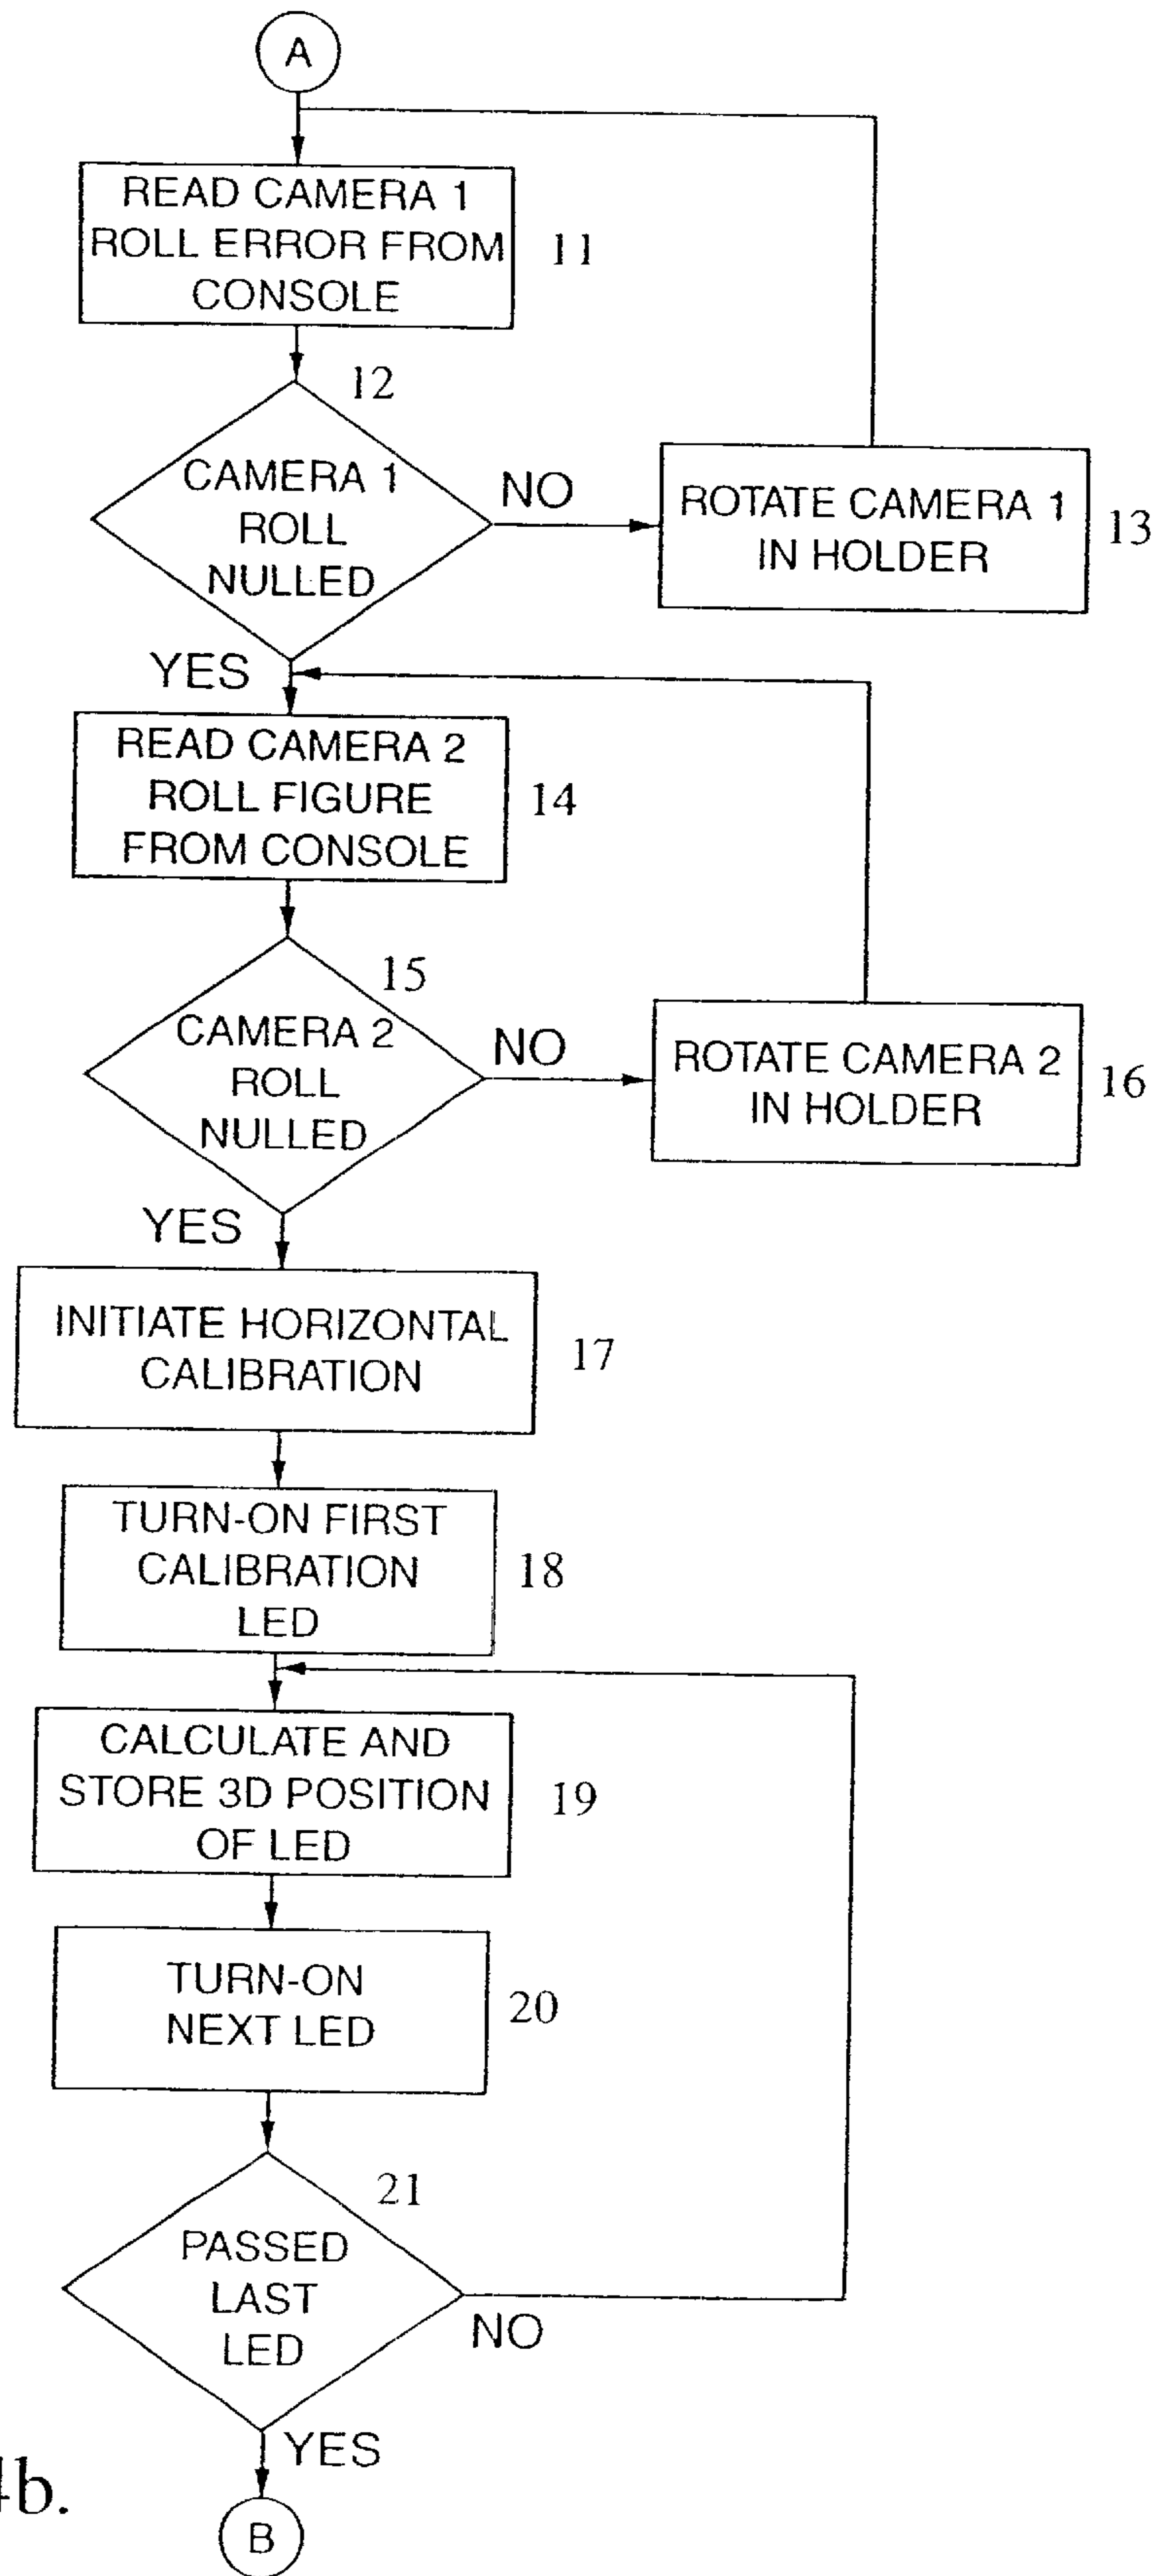 A
READ CAMERA 1
ROLL ERROR FROM
CONSOLE
11
12
CAMERA 1
ROLL
NULLED
NO
ROTATE CAMERA 1
IN HOLDER
13
YES
READ CAMERA 2
ROLL FIGURE
FROM CONSOLE
14
15
CAMERA 2
ROLL
NULLED
NO
ROTATE CAMERA 2
IN HOLDER
16
YES
INITIATE HORIZONTAL
CALIBRATION
17
TURN-ON FIRST
CALIBRATION
LED
18
CALCULATE AND
STORE 3D POSITION
OF LED
19
TURN-ON
NEXT LED
20
21
PASSED
LAST
LED
NO
YES
4b.
B